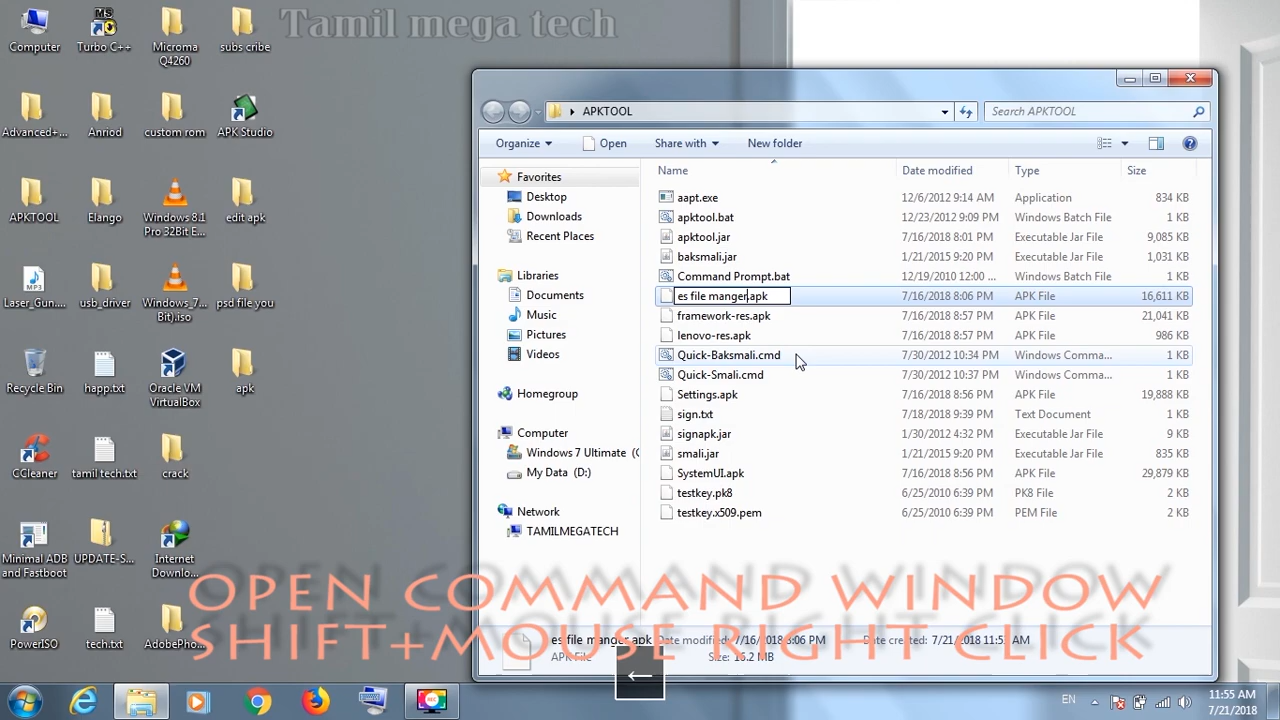 Tamil mega tech
Computer
Turbo C++
Microma
Q4260
subs cribe
Advanced+...
Anriod
custom rom
APK Studio
APKTOOL
Elango
Windows 8.1
Pro 32Bit E...
edit apk
Laser_Gun....
usb_driver
Windows_7...
Bit).iso
psd file.you
Recycle Bin
happ.txt
Oracle VM
VirtualBox
apk
CCleaner
tamil tech.txt
crack
Minimal ADB
and Fastboot
UPDATE-S...
Internet
Downlo...
PowerISO
tech.txt
AdobePho...
APKTOOL
Search APKTOOL
Organize Open Share with New folder
Favorites
Desktop
Downloads
Recent Places
Libraries
Documents
Music
Pictures
Videos
Homegroup
Computer
Windows 7 Ultimate (C
My Data (D:)
Network
TAMILMEGATECH
Name Date modified Type Size
aapt.exe 12/6/2012 9:14 AM Application 834 KB
apktool.bat 12/23/2012 9:09 PM Windows Batch File 1 KB
apktool.jar 7/16/2018 8:01 PM Executable Jar File 9,085 KB
baksmali.jar 1/21/2015 9:20 PM Executable Jar File 1,031 KB
Command Prompt.bat 12/19/2010 12:00 ... Windows Batch File 1 KB
es file manger.apk 7/16/2018 8:06 PM APK File 16,611 KB
framework-res.apk 7/16/2018 8:57 PM APK File 21,041 KB
lenovo-res.apk 7/16/2018 8:57 PM APK File 986 KB
Quick-Baksmali.cmd 7/30/2012 10:34 PM Windows Comma... 1 KB
Quick-Smali.cmd 7/30/2012 10:37 PM Windows Comma... 1 KB
Settings.apk 7/16/2018 8:56 PM APK File 19,888 KB
sign.txt 7/18/2018 9:39 PM Text Document 1 KB
signapk.jar 1/30/2012 4:32 PM Executable Jar File 9 KB
smali.jar 1/21/2015 9:20 PM Executable Jar File 835 KB
SystemUI.apk 7/16/2018 8:56 PM APK File 29,879 KB
testkey.pk8 6/25/2010 6:39 PM PK8 File 2 KB
testkey.x509.pem 6/25/2010 6:39 PM PEM File 2 KB
OPEN COMMAND WINDOW
SHIFT+MOUSE RIGHT CLICK
es file manger.apk Date modified: 7/16/2018 8:06 PM Date created: 7/21/2018 11:5 AM
APK File Size: 16.2 MB
←
EN
11:55 AM
7/21/2018